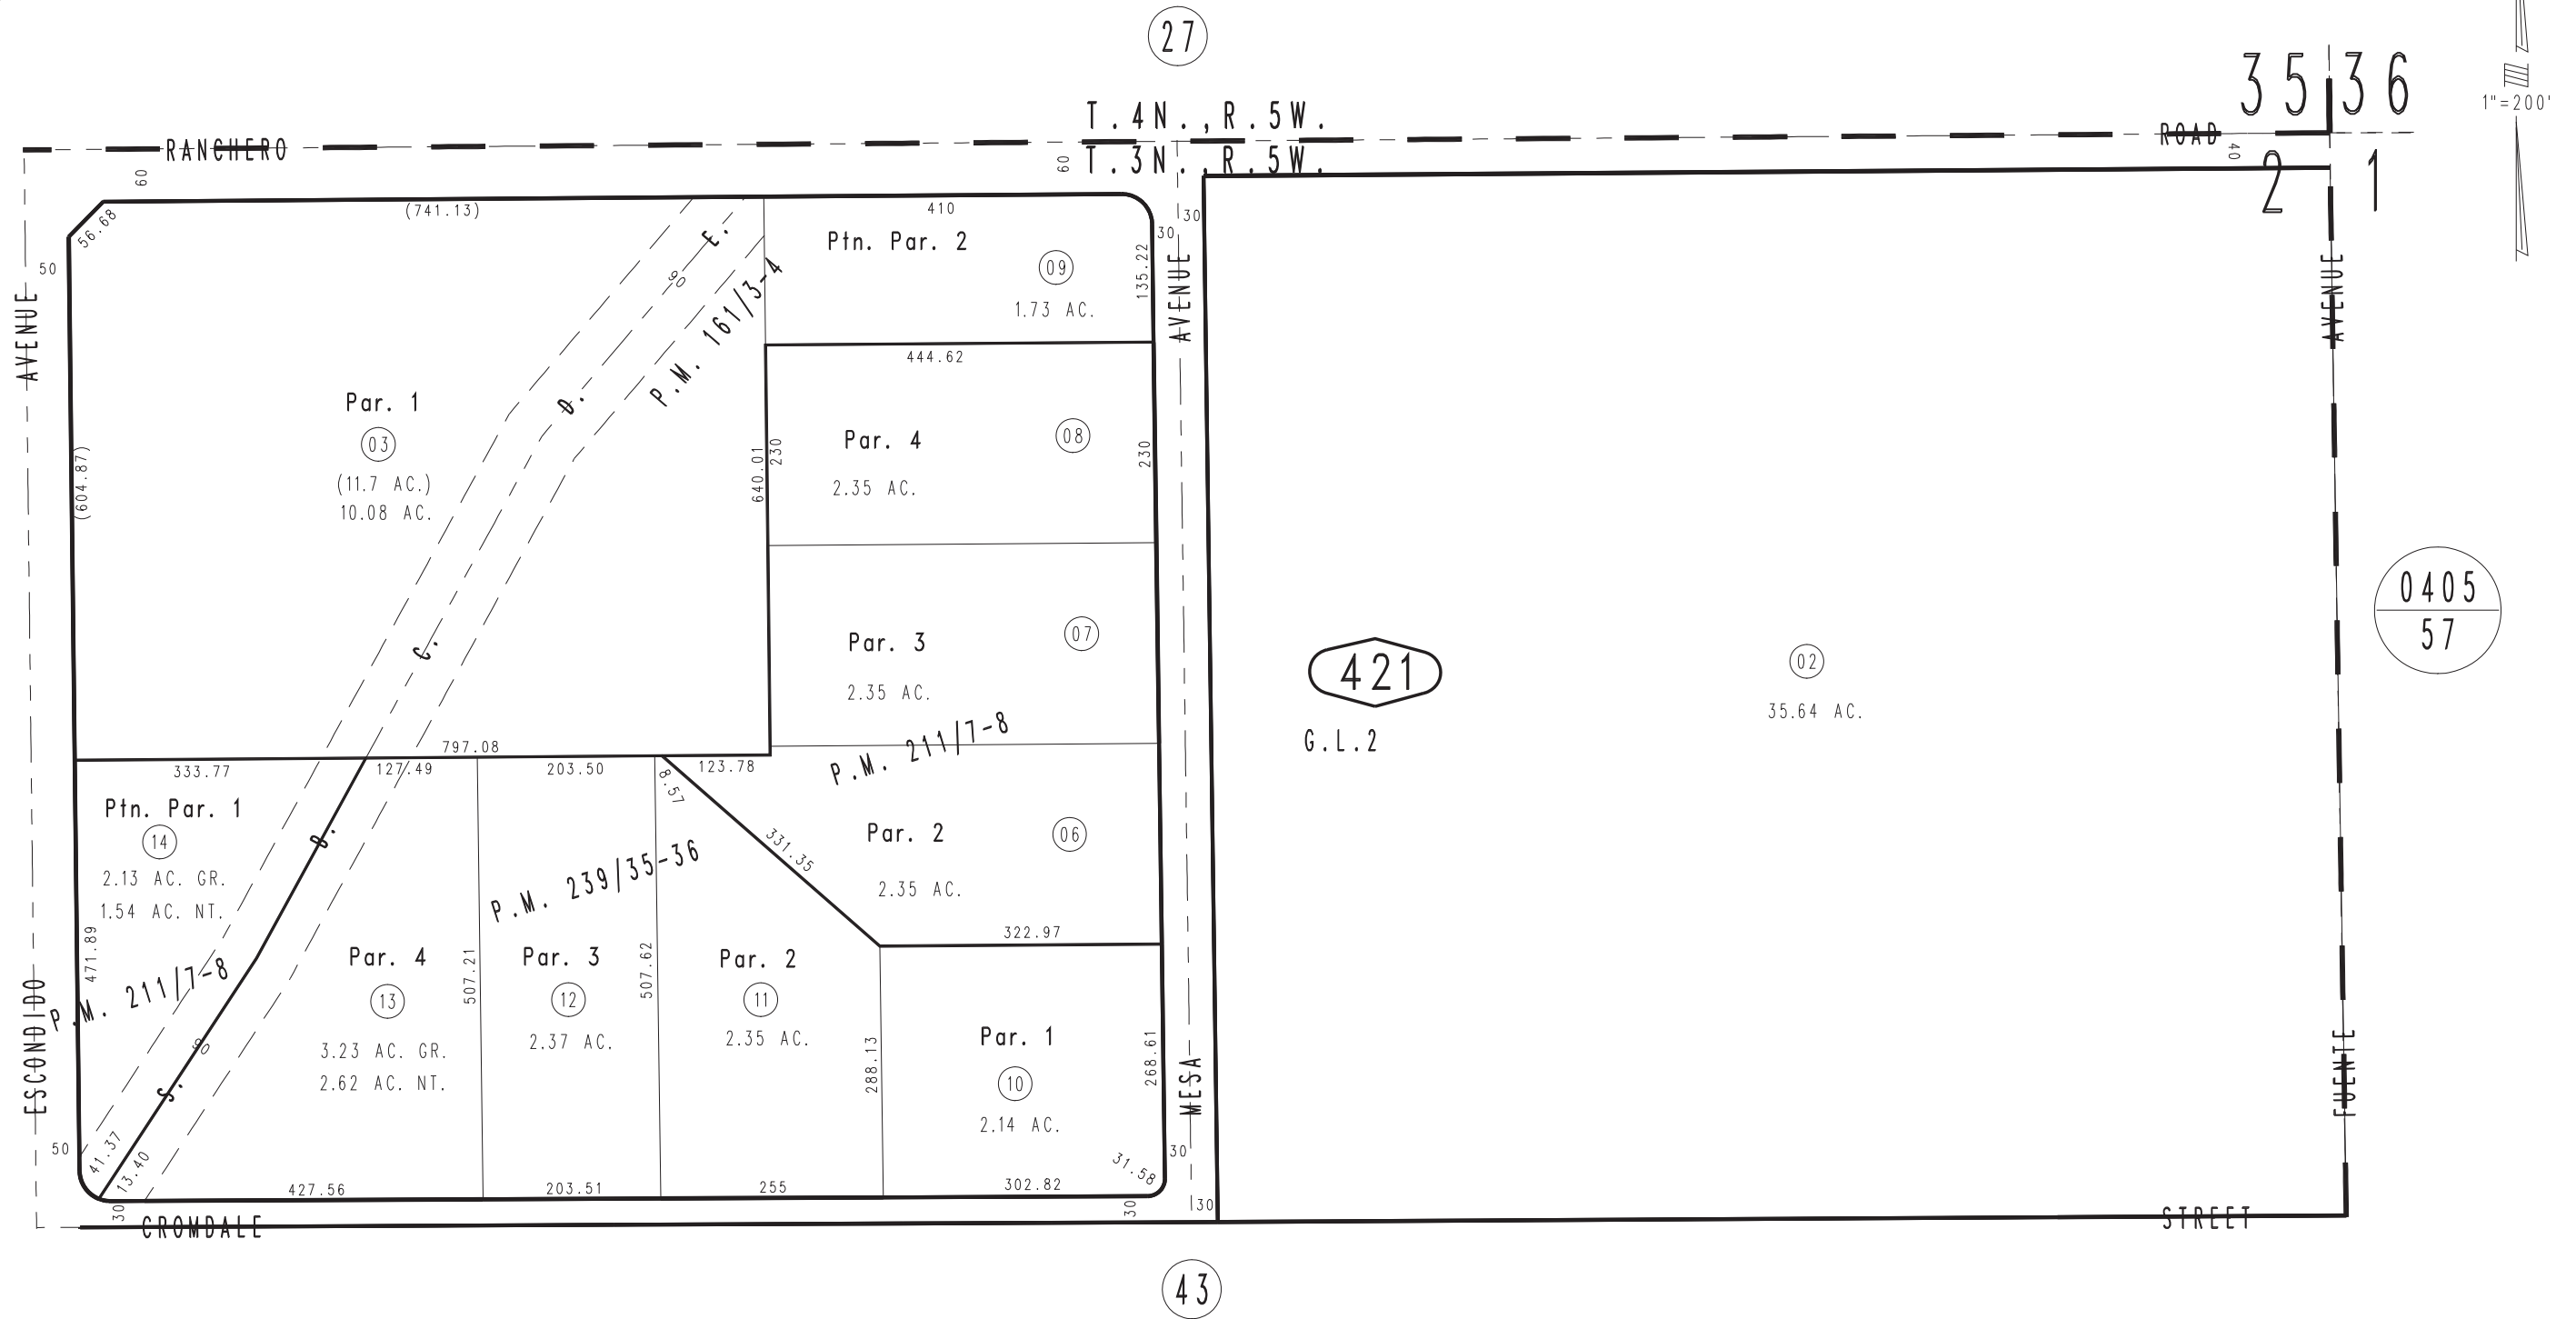 27
35 36
1"=200'
T.4N.,R.5W.
RANCHERO
ROAD
T.3N.,R.5W.
60
60
40
2
1
56.68
(741.13)
410
30
30
50
Ptn. Par. 2
09
1.73 AC.
135.22
AVENUE
AVENUE
AVENUE
E.
90
P.M. 161/3-4
444.62
D.
Par. 1
03
(11.7 AC.)
10.08 AC.
(604.87)
640.01
230
Par. 4
08
2.35 AC.
230
0405
57
C.
Par. 3
07
2.35 AC.
421
G.L.2
02
35.64 AC.
P.M. 211/7-8
797.08
333.77
127.49
203.50
123.78
8.57
Ptn. Par. 1
14
2.13 AC. GR.
1.54 AC. NT.
B.
P.M. 239/35-36
331.35
Par. 2
06
2.35 AC.
322.97
471.89
P.M. 211/7-8
Par. 4
13
3.23 AC. GR.
2.62 AC. NT.
507.21
Par. 3
12
2.37 AC.
507.62
Par. 2
11
2.35 AC.
288.13
Par. 1
10
2.14 AC.
268.61
ESCONDIDO
90
S.
MESA
FUENTE
50
41.37
13.40
31.58
30
427.56
203.51
255
302.82
30
30
30
CROMDALE
STREET
43